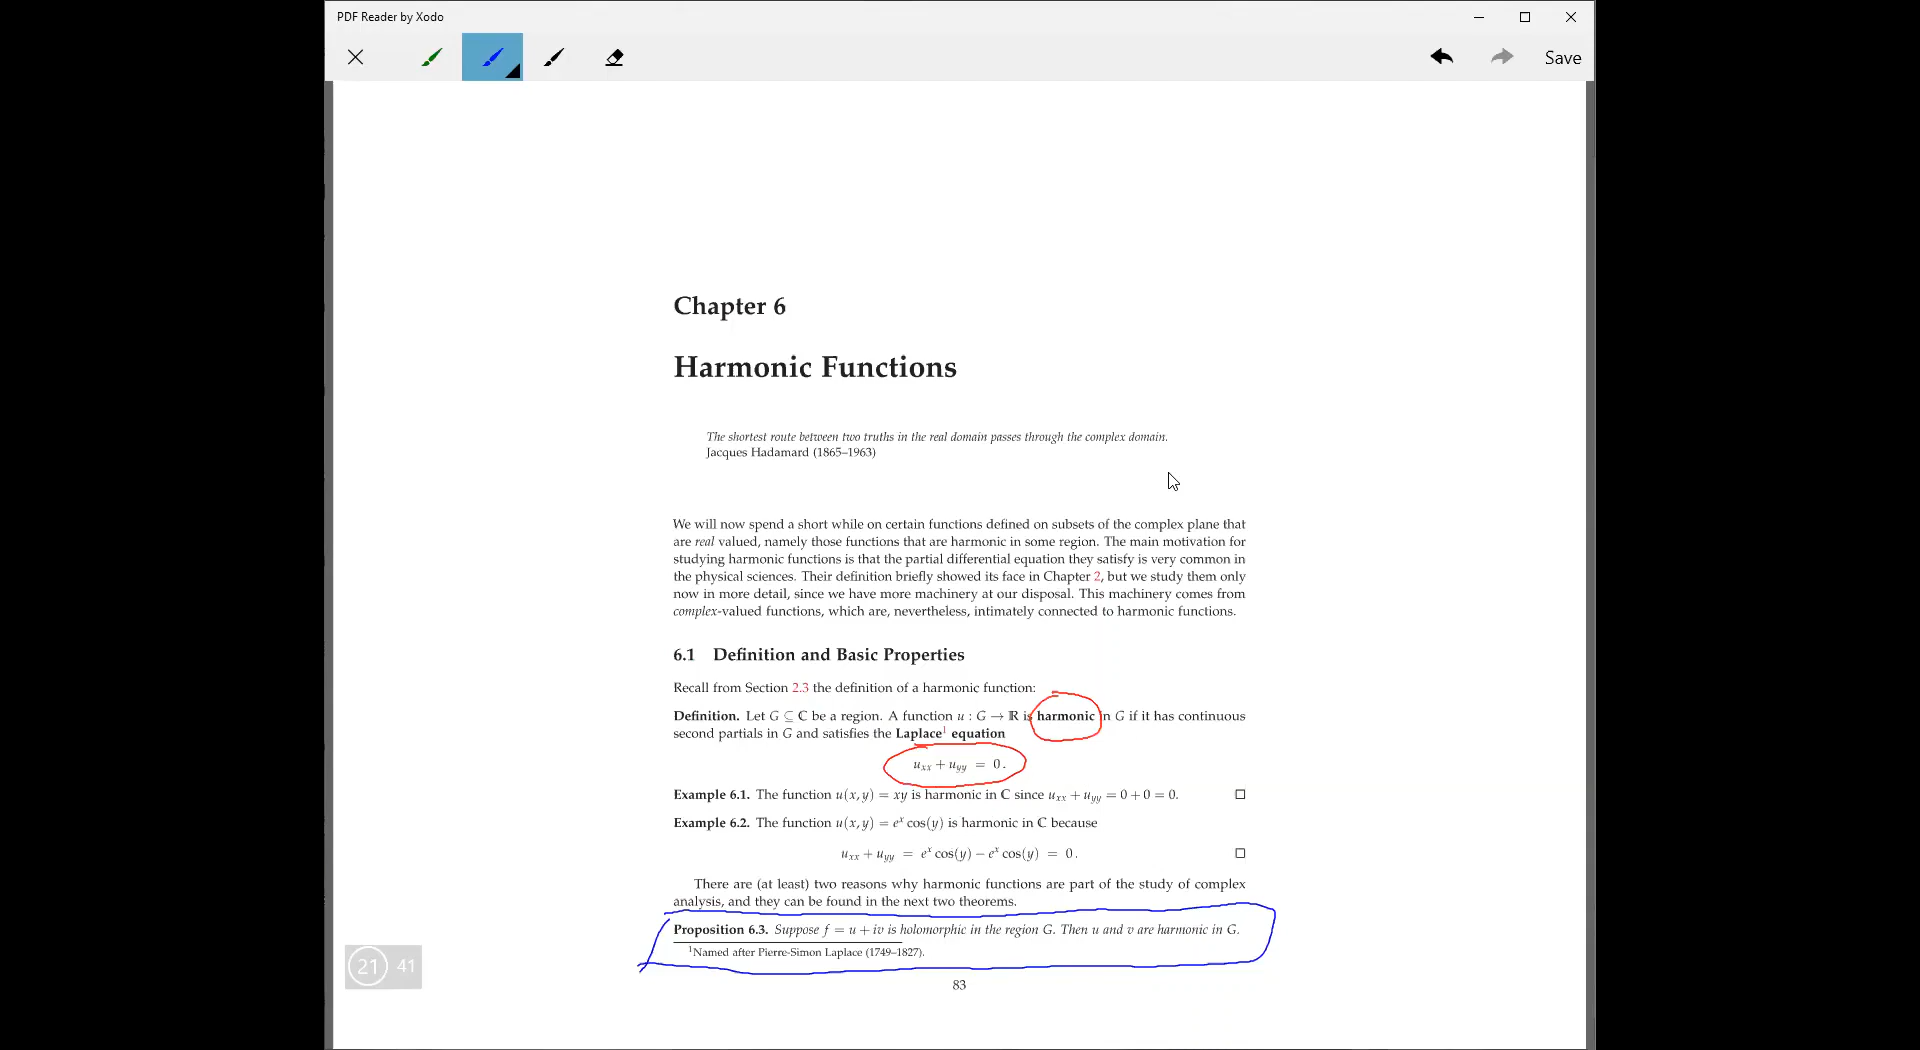 PDF Reader by Xodo
Save
Chapter 6
Harmonic Functions
The shortest route between two truths in the real domain passes through the complex domain.
Jacques Hadamard (1865–1963)
We will now spend a short while on certain functions defined on subsets of the complex plane that
are real valued, namely those functions that are harmonic in some region. The main motivation for
studying harmonic functions is that the partial differential equation they satisfy is very common in
the physical sciences. Their definition briefly showed its face in Chapter 2, but we study them only
now in more detail, since we have more machinery at our disposal. This machinery comes from
complex-valued functions, which are, nevertheless, intimately connected to harmonic functions.
6.1 Definition and Basic Properties
Recall from Section 2.3 the definition of a harmonic function:
Definition. Let G ⊆ ℂ be a region. A function u : G → ℝ is harmonic in G if it has continuous
second partials in G and satisfies the Laplace¹ equation
uₓₓ + u_yy = 0.
Example 6.1. The function u(x, y) = xy is harmonic in ℂ since uₓₓ + u_yy = 0 + 0 = 0. □
Example 6.2. The function u(x, y) = eˣ cos(y) is harmonic in ℂ because
uₓₓ + u_yy = eˣ cos(y) − eˣ cos(y) = 0. □
There are (at least) two reasons why harmonic functions are part of the study of complex
analysis, and they can be found in the next two theorems.
Proposition 6.3. Suppose f = u + iv is holomorphic in the region G. Then u and v are harmonic in G.
¹Named after Pierre-Simon Laplace (1749–1827).
21 41
83